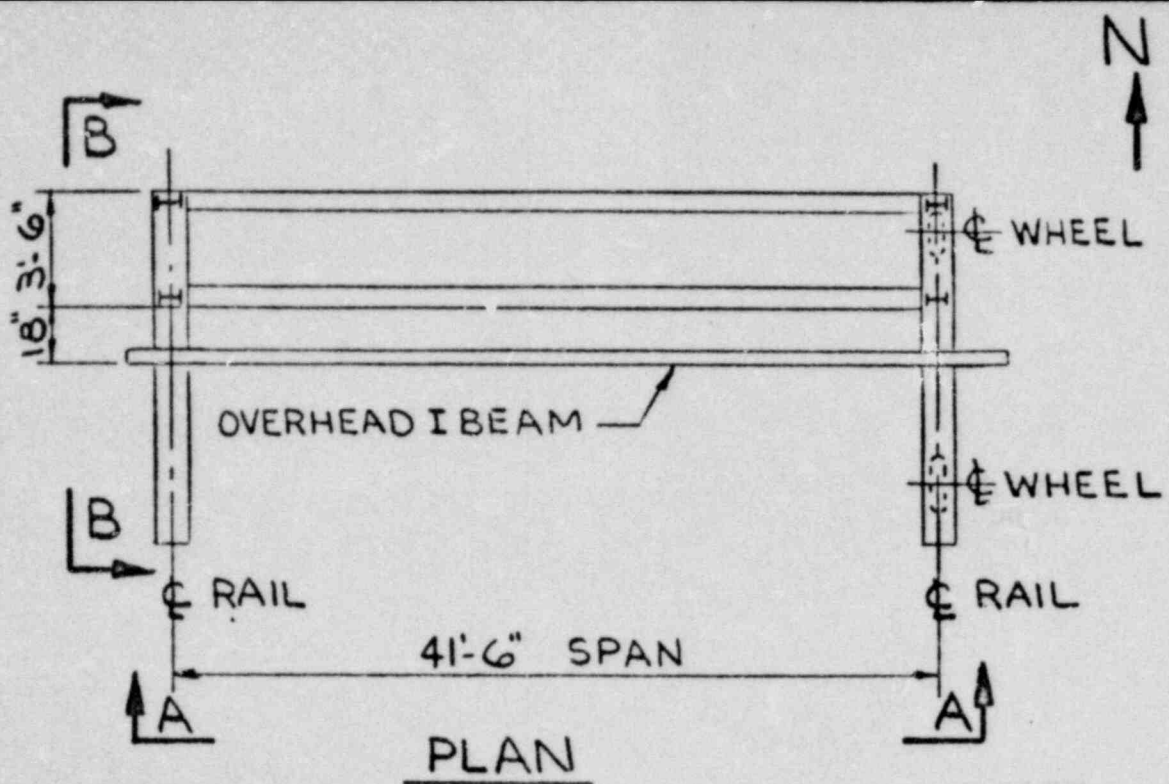 N
B
3'-6"
℄ WHEEL
18"
OVERHEAD I BEAM
B
℄ WHEEL
℄ RAIL
℄ RAIL
41'-6" SPAN
A
A
PLAN